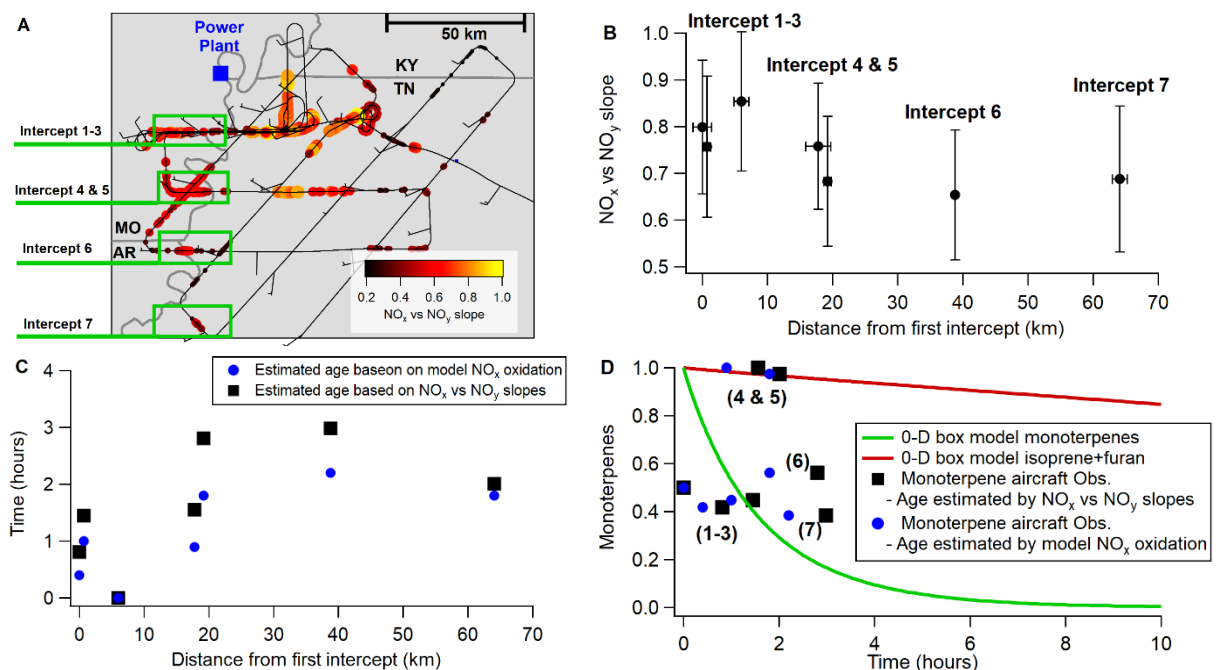 A
Power
Plant
50 km
KY
TN
Intercept 1-3
Intercept 4 & 5
MO
AR
Intercept 6
Intercept 7
0.2 0.4 0.6 0.8 1.0
NOx vs NOy slope
B
Intercept 1-3
Intercept 4 & 5
Intercept 6
Intercept 7
NOx vs NOy slope
1.0
0.9
0.8
0.7
0.6
0.5
0 10 20 30 40 50 60 70
Distance from first intercept (km)
C
Estimated age baseon on model NOx oxidation
Estimated age based on NOx vs NOy slopes
Time (hours)
4
3
2
1
0
0 10 20 30 40 50 60 70
Distance from first intercept (km)
D
Monoterpenes
1.0
0.8
0.6
0.4
0.2
0.0
(4 & 5)
(6)
(1-3)
(7)
0-D box model monoterpenes
0-D box model isoprene+furan
Monoterpene aircraft Obs.
- Age estimated by NOx vs NOy slopes
Monoterpene aircraft Obs.
- Age estimated by model NOx oxidation
0 2 4 6 8 10
Time (hours)